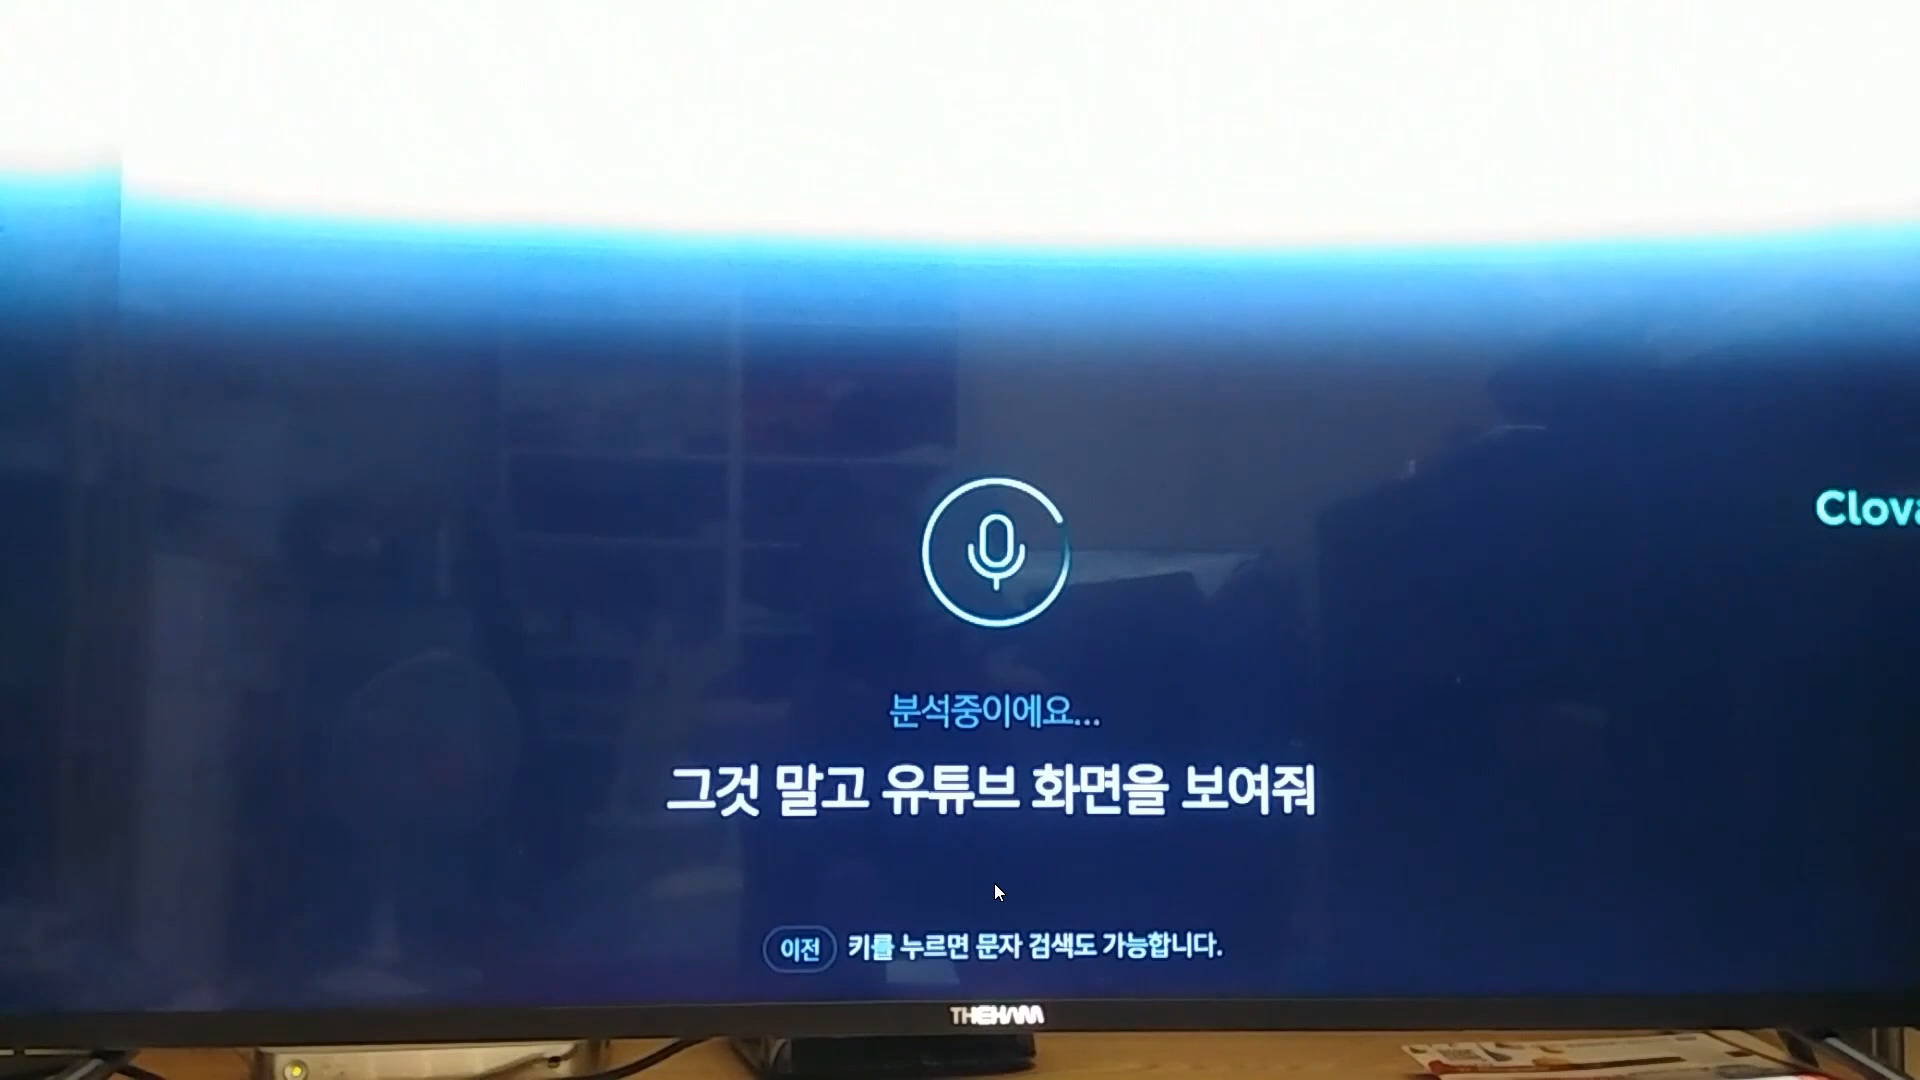 분석중이에요...
그것 말고 유튜브 화면을 보여줘
이전 키를 누르면 문자 검색도 가능합니다.
THEHAM